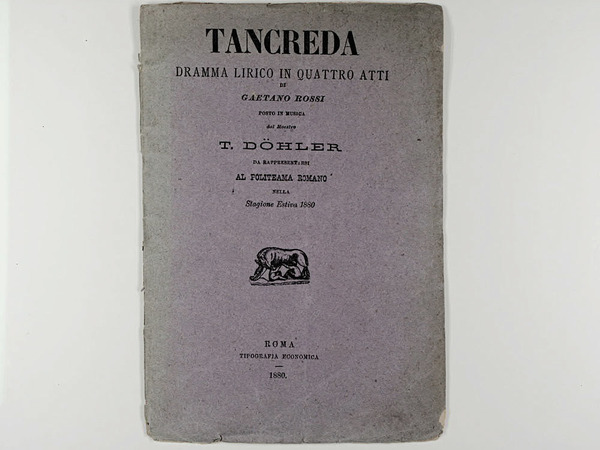 TANCREDA
DRAMMA LIRICO IN QUATTRO ATTI
DI
GAETANO ROSSI
POSTO IN MUSICA
dal Maestro
T. DÖHLER
DA RAPPRESENTARSI
AL POLITEAMA ROMANO
NELLA
Stagione Estiva 1880
ROMA
TIPOGRAFIA ECONOMICA
1880.